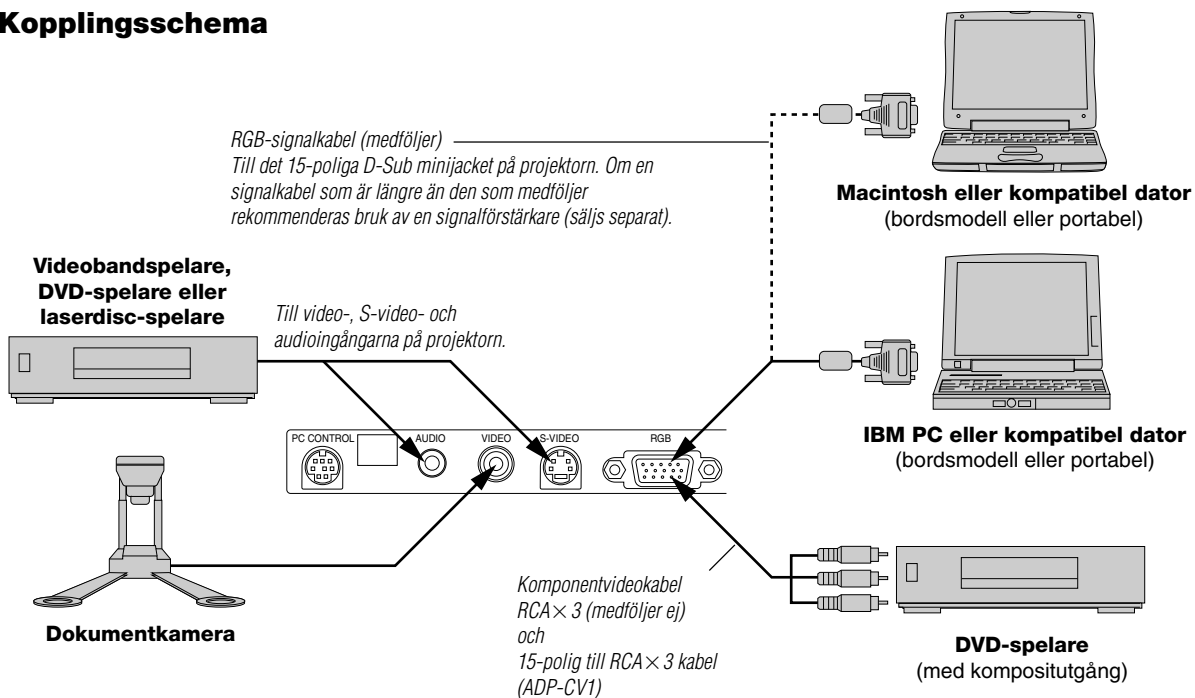 Kopplingsschema
RGB-signalkabel (medföljer)
Till det 15-poliga D-Sub minijacket på projektorn. Om en
signalkabel som är längre än den som medföljer
rekommenderas bruk av en signalförstärkare (säljs separat).
Macintosh eller kompatibel dator
(bordsmodell eller portabel)
Videobandspelare,
DVD-spelare eller
laserdisc-spelare
Till video-, S-video- och
audioingångarna på projektorn.
IBM PC eller kompatibel dator
(bordsmodell eller portabel)
PC CONTROL AUDIO VIDEO S-VIDEO RGB
Dokumentkamera
Komponentvideokabel
RCA× 3 (medföljer ej)
och
15-polig till RCA× 3 kabel
(ADP-CV1)
DVD-spelare
(med kompositutgång)